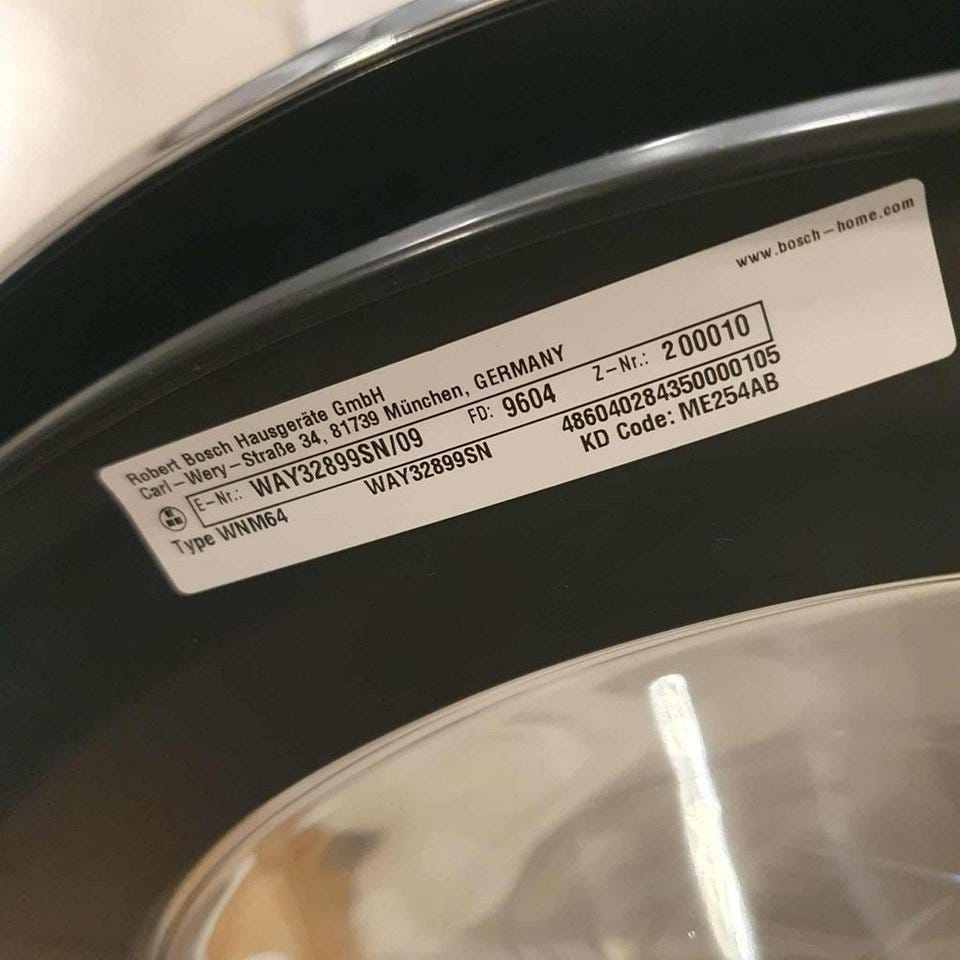 www.bosch-home.com
Robert Bosch Hausgeräte GmbH
Carl-Wery-Straße 34, 81739 München, GERMANY
E-Nr.: WAY32899SN/09 FD: 9604 Z-Nr.: 200010
Type WNM64 WAY32899SN 486040284350000105
KD Code: ME254AB